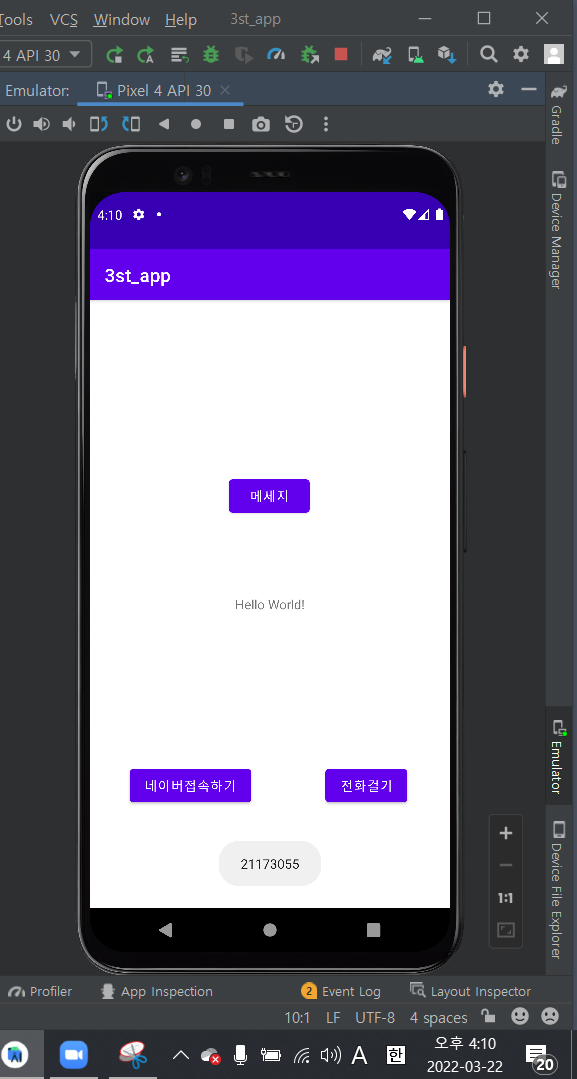 Tools VCS Window Help 3st_app
4 API 30
Emulator: Pixel 4 API 30
Gradle
Device Manager
4:10
3st_app
메세지
Hello World!
네이버접속하기 전화걸기
21173055
1:1
Emulator
Device File Explorer
Profiler App Inspection 2 Event Log Layout Inspector
10:1 LF UTF-8 4 spaces
A 한 오후 4:10
2022-03-22 20